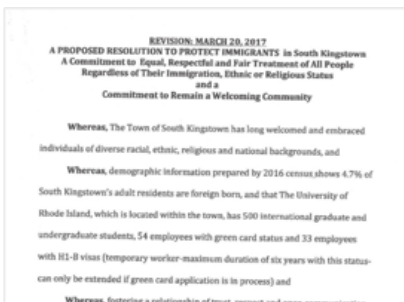 REVISION: MARCH 20, 2017
A PROPOSED RESOLUTION TO PROTECT IMMIGRANTS in South Kingstown
A Commitment to Equal, Respectful and Fair Treatment of All People
Regardless of Their Immigration, Ethnic or Religious Status
and a
Commitment to Remain a Welcoming Community
Whereas, The Town of South Kingstown has long welcomed and embraced
individuals of diverse racial, ethnic, religious and national backgrounds, and
Whereas, demographic information prepared by 2016 census shows 4.7% of
South Kingstown's adult residents are foreign born, and that The University of
Rhode Island, which is located within the town, has 500 international graduate and
undergraduate students, 54 employees with green card status and 33 employees
with H1-B visas (temporary worker-maximum duration of six years with this status-
can only be extended if green card application is in process) and
Whereas, fostering a relationship of trust, respect and open